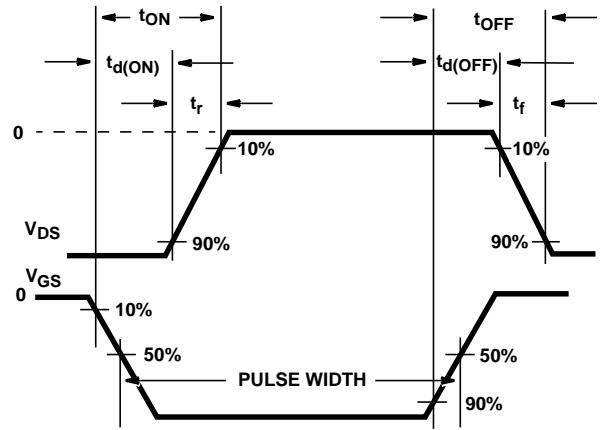 tON tOFF
td(ON) td(OFF)
tr tf
0
10% 10%
VDS
90% 90%
VGS
0
10%
50% 50%
PULSE WIDTH
90%